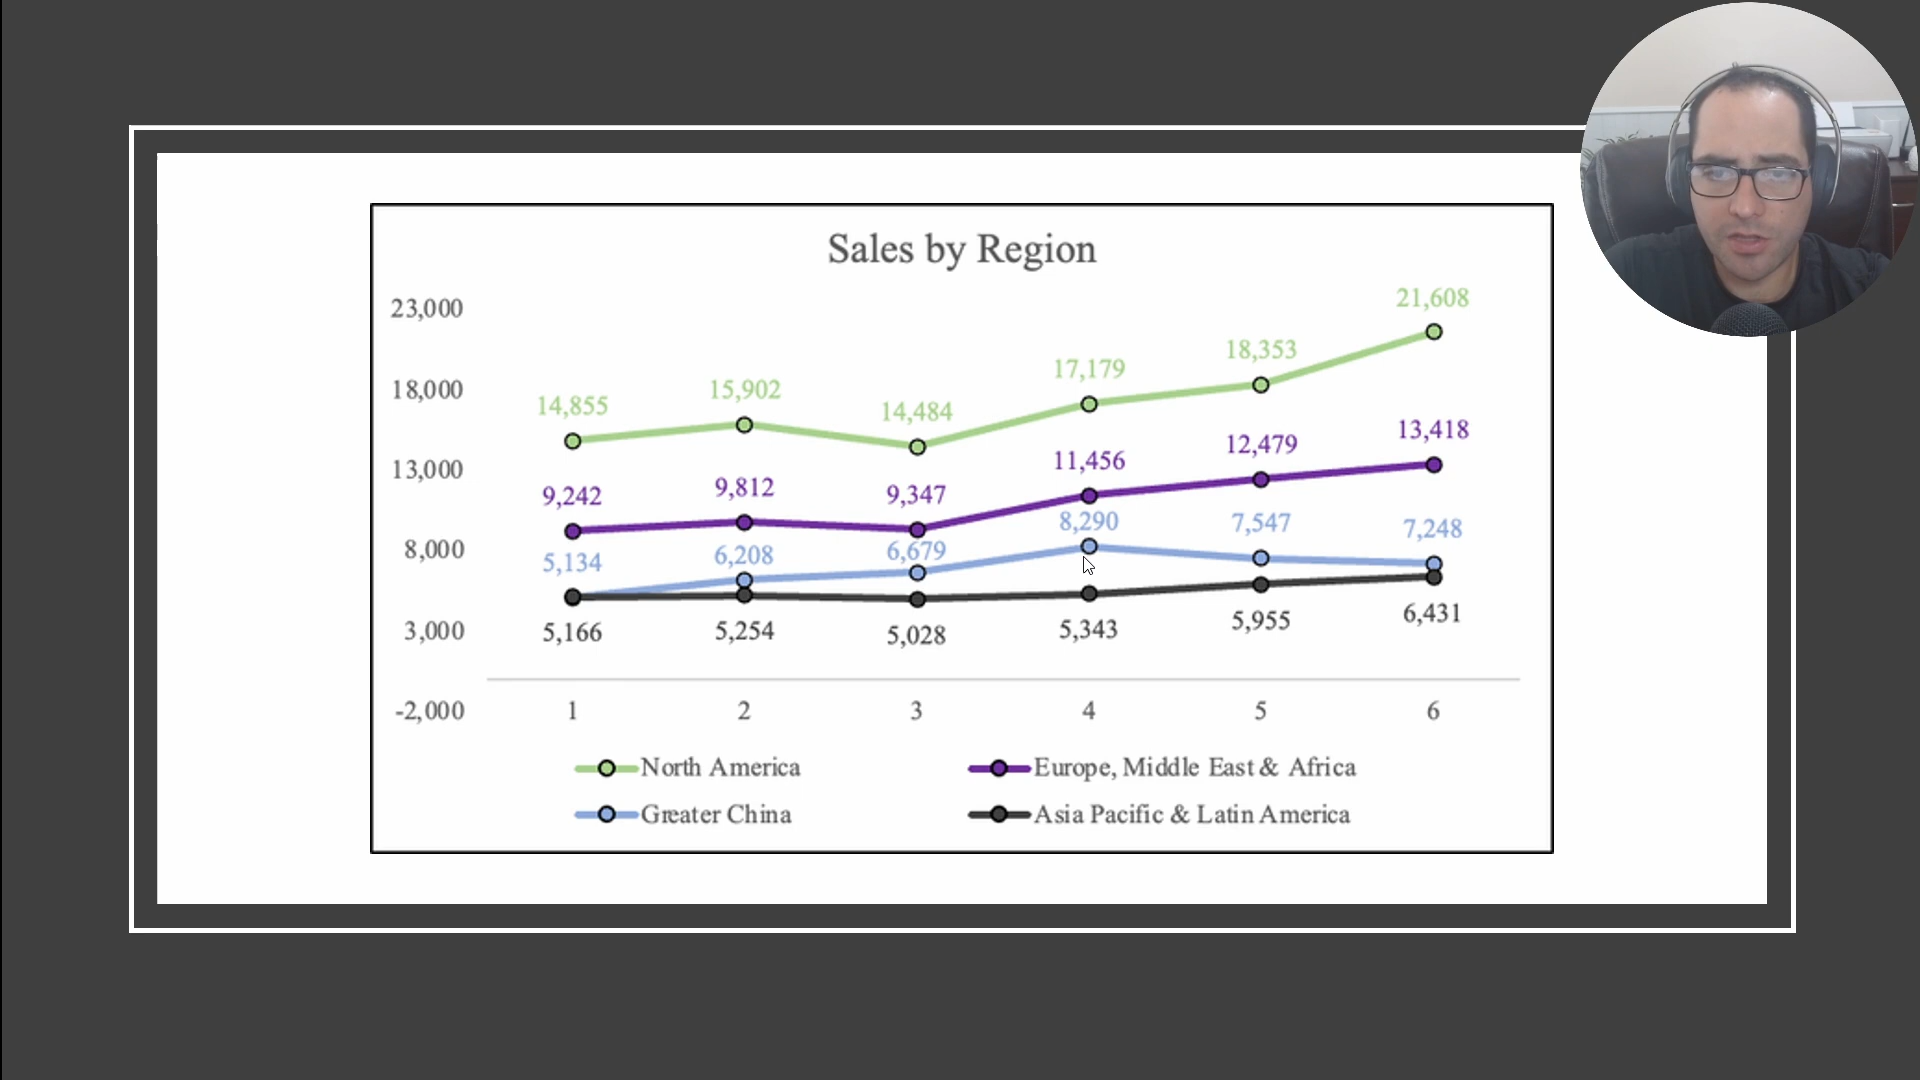 Sales by Region
23,000
18,000
13,000
8,000
3,000
-2,000
14,855 15,902 14,484 17,179 18,353 21,608
9,242 9,812 9,347 11,456 12,479 13,418
5,134 6,208 6,679 8,290 7,547 7,248
5,166 5,254 5,028 5,343 5,955 6,431
1 2 3 4 5 6
North America Europe, Middle East & Africa
Greater China Asia Pacific & Latin America